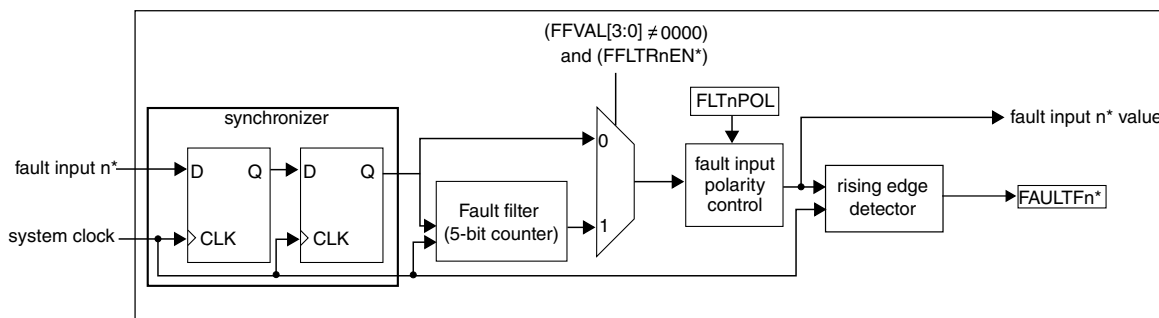 (FFVAL[3:0] ≠ 0000)
and (FFLTRnEN*)
FLTnPOL
synchronizer
fault input n*
D Q
D Q
0
fault input
polarity
control
fault input n* value
rising edge
detector
FAULTFn*
Fault filter
(5-bit counter)
1
system clock
CLK
CLK